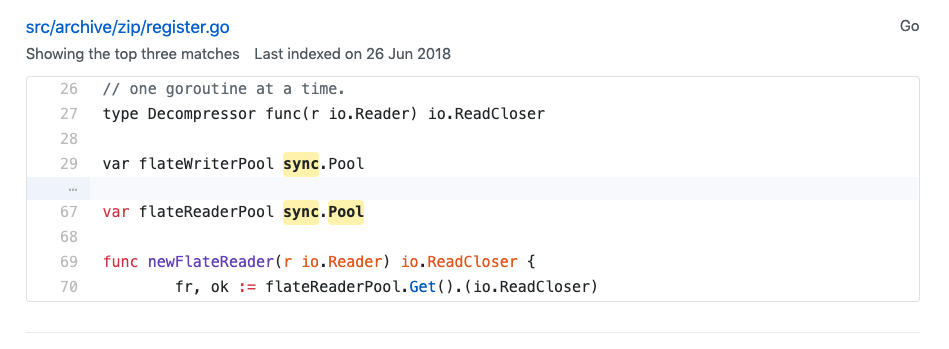 src/archive/zip/register.go Go
Showing the top three matches Last indexed on 26 Jun 2018
26 // one goroutine at a time.
27 type Decompressor func(r io.Reader) io.ReadCloser
28
29 var flateWriterPool sync.Pool
…
67 var flateReaderPool sync.Pool
68
69 func newFlateReader(r io.Reader) io.ReadCloser {
70 fr, ok := flateReaderPool.Get().(io.ReadCloser)